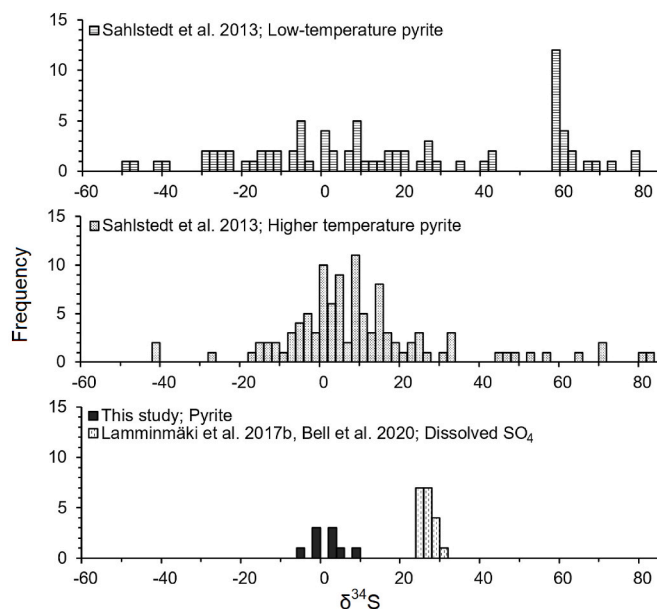 Sahlstedt et al. 2013; Low-temperature pyrite
15
10
5
0
-60 -40 -20 0 20 40 60 80
Sahlstedt et al. 2013; Higher temperature pyrite
15
10
5
0
-60 -40 -20 0 20 40 60 80
Frequency
This study; Pyrite
Lamminmäki et al. 2017b, Bell et al. 2020; Dissolved SO₄
15
10
5
0
-60 -40 -20 0 20 40 60 80
δ³⁴S